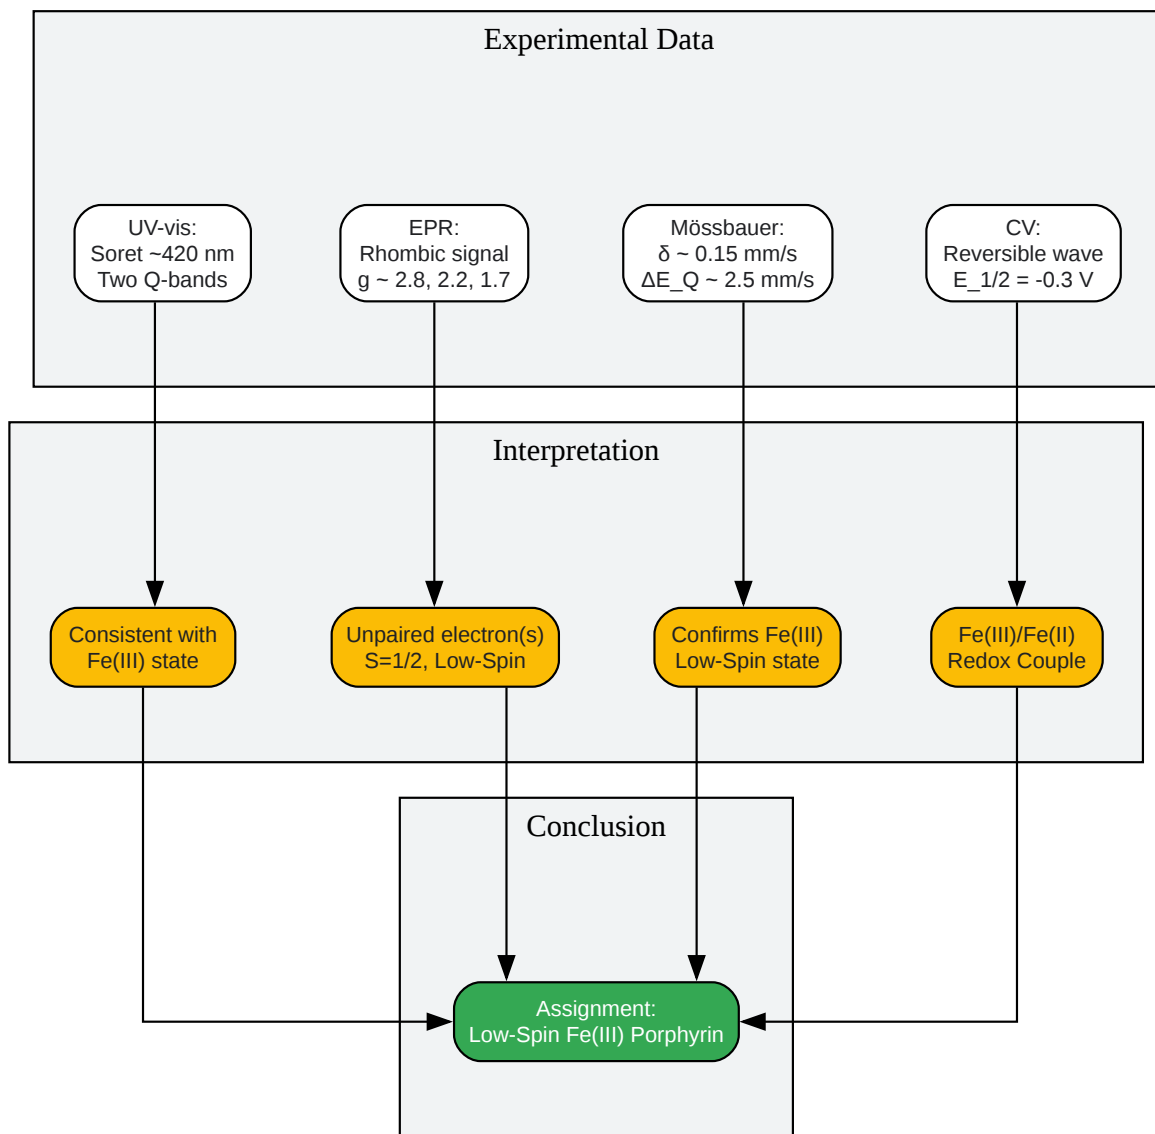 Experimental Data
UV-vis:
Soret ~420 nm
Two Q-bands
EPR:
Rhombic signal
g ~ 2.8, 2.2, 1.7
Mössbauer:
δ ~ 0.15 mm/s
ΔE_Q ~ 2.5 mm/s
CV:
Reversible wave
E_1/2 = -0.3 V
Interpretation
Consistent with
Fe(III) state
Unpaired electron(s)
S=1/2, Low-Spin
Confirms Fe(III)
Low-Spin state
Fe(III)/Fe(II)
Redox Couple
Conclusion
Assignment:
Low-Spin Fe(III) Porphyrin